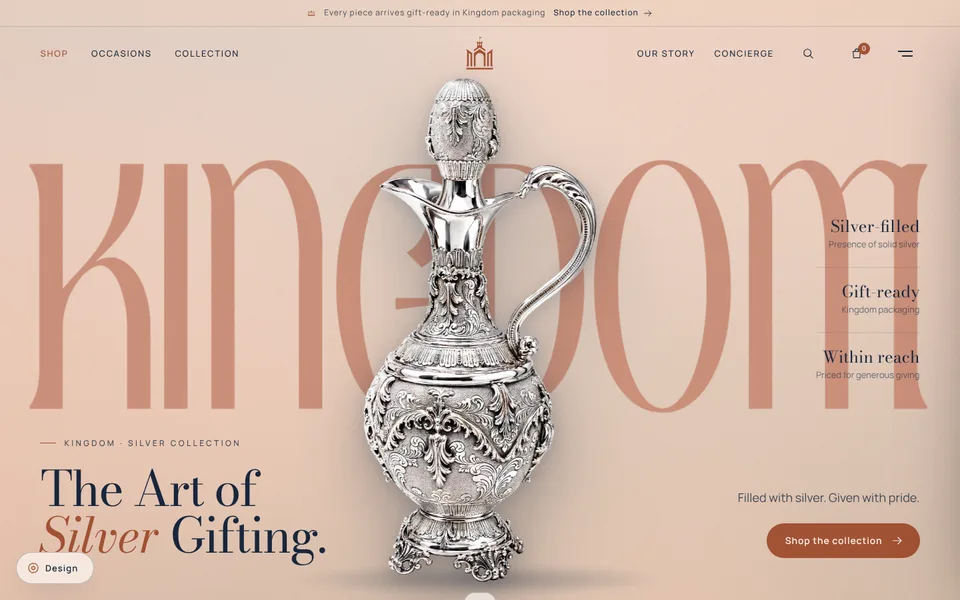 Every piece arrives gift-ready in Kingdom packaging Shop the collection →
SHOP OCCASIONS COLLECTION OUR STORY CONCIERGE 0
KINGDOM
Silver-filled
Presence of solid silver
Gift-ready
Kingdom packaging
Within reach
Priced for generous giving
KINGDOM · SILVER COLLECTION
The Art of
Silver Gifting.
Filled with silver. Given with pride.
Shop the collection →
Design